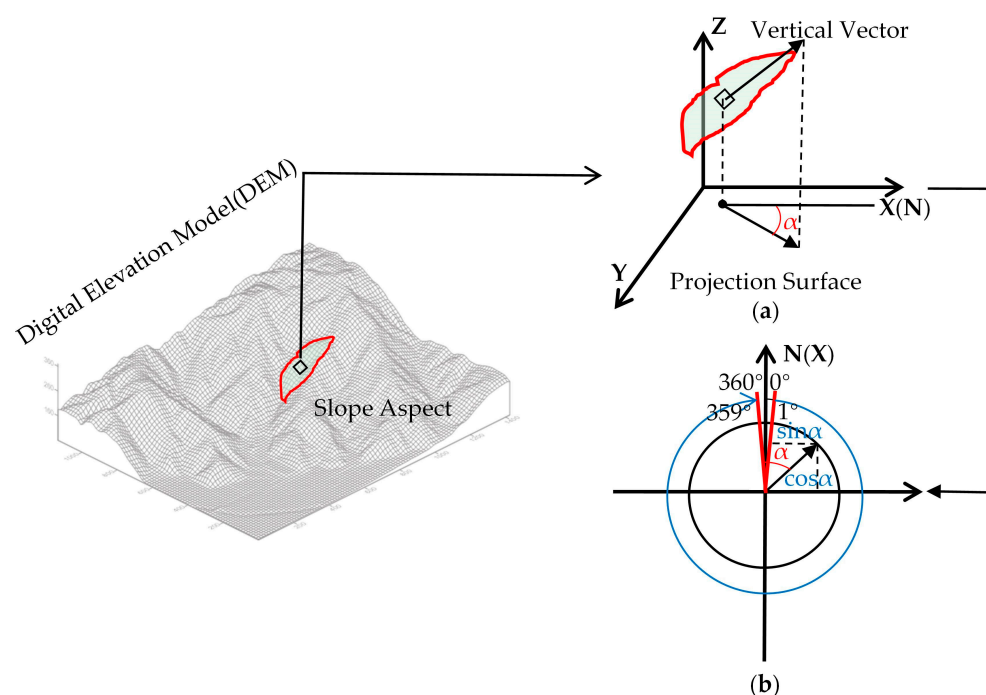 Digital Elevation Model(DEM)
Slope Aspect
Z
Vertical Vector
X(N)
α
Y
Projection Surface
(a)
N(X)
360° 0°
359° 1°
sinα
α
cosα
(b)